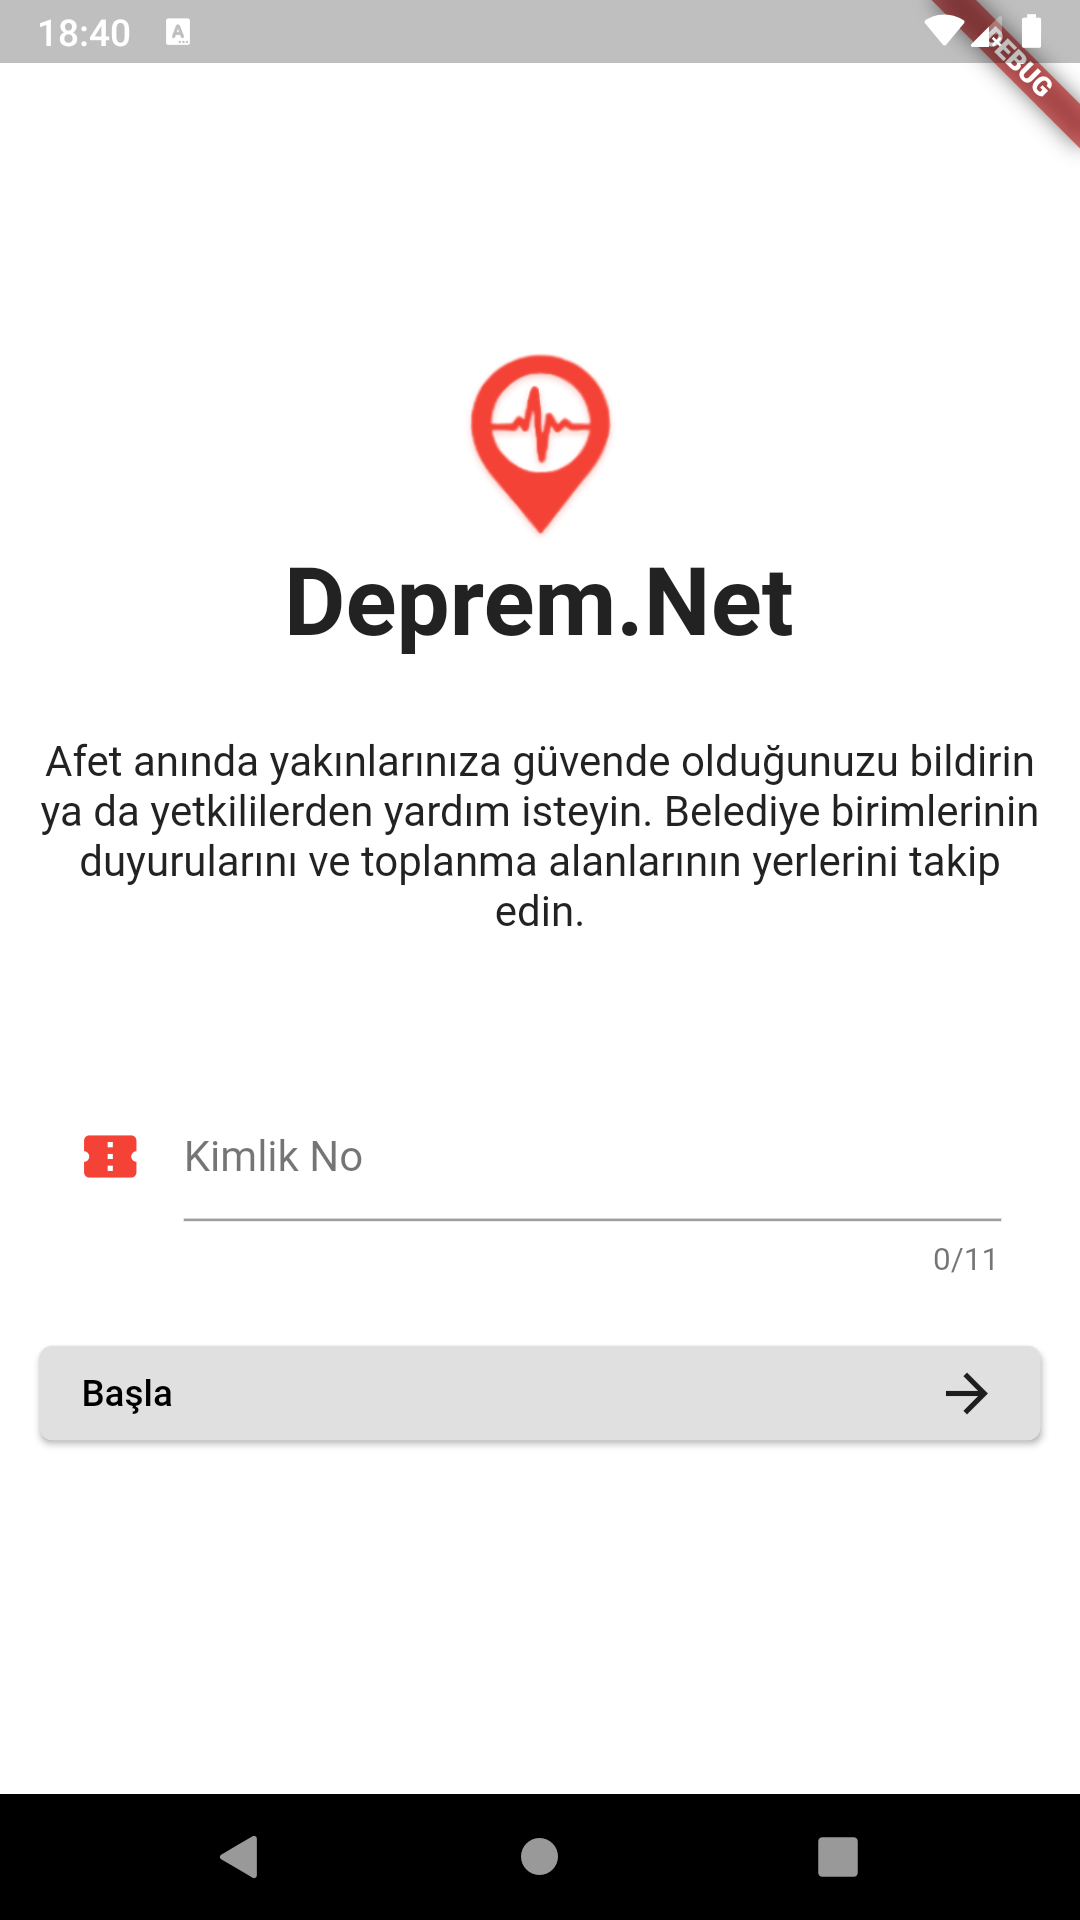 18:40
DEBUG
Deprem.Net
Afet anında yakınlarınıza güvende olduğunuzu bildirin
ya da yetkililerden yardım isteyin. Belediye birimlerinin
duyurularını ve toplanma alanlarının yerlerini takip
edin.
Kimlik No
0/11
Başla